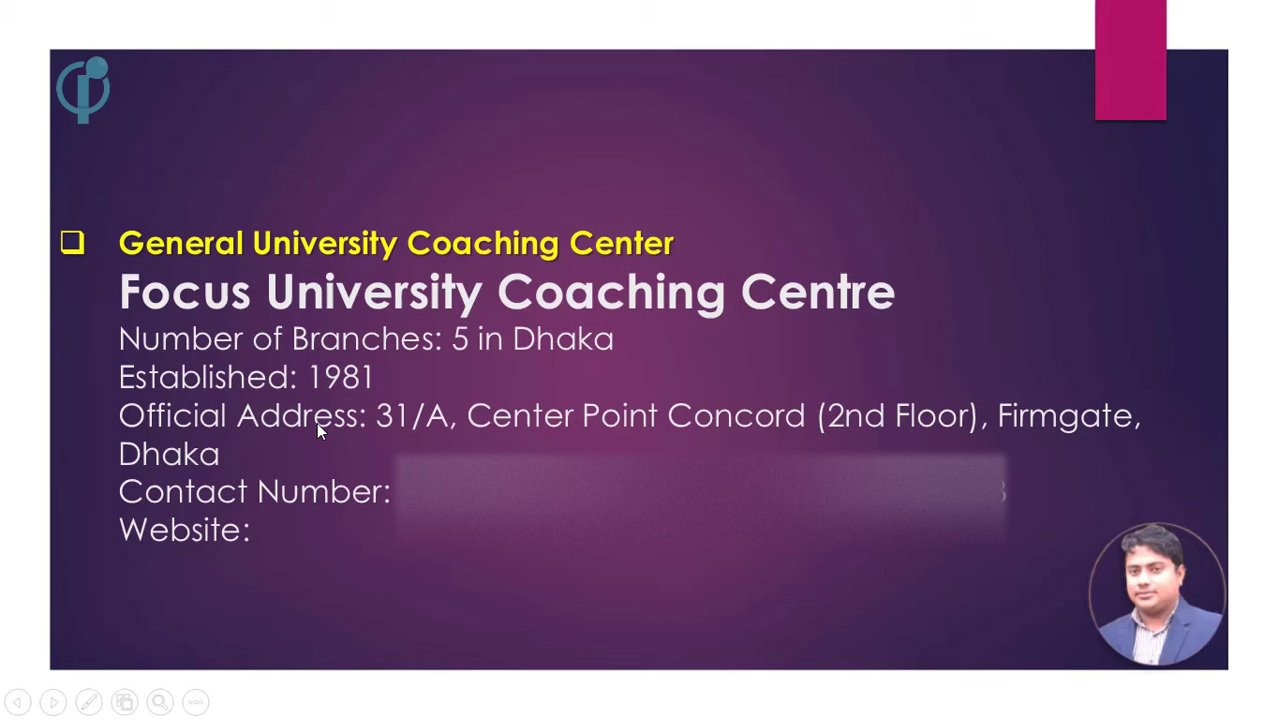 General University Coaching Center
Focus University Coaching Centre
Number of Branches: 5 in Dhaka
Established: 1981
Official Address: 31/A, Center Point Concord (2nd Floor), Firmgate,
Dhaka
Contact Number:
Website: